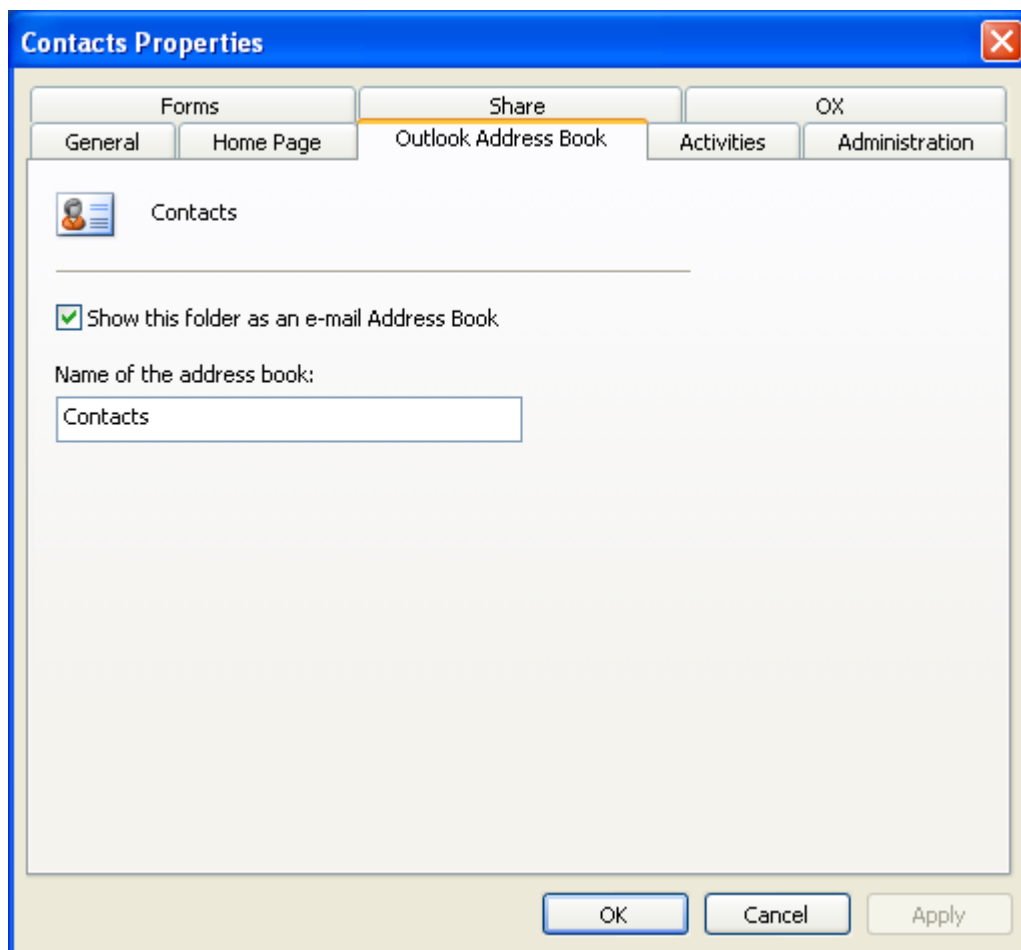 Contacts Properties
Forms Share OX
General Home Page Outlook Address Book Activities Administration
Contacts
Show this folder as an e-mail Address Book
Name of the address book:
Contacts
OK Cancel Apply